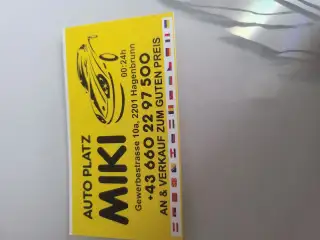 AUTO PLATZ
MIKI
00:24h
Gewerbestrasse 10a, 2201 Hagenbrunn
+43 660 22 97 500
AN & VERKAUF ZUM GUTEN PREIS